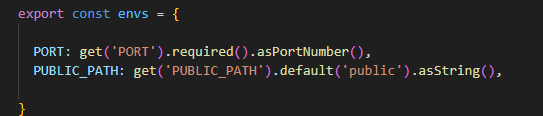 export const envs = {
PORT: get('PORT').required().asPortNumber(),
PUBLIC_PATH: get('PUBLIC_PATH').default('public').asString(),
}